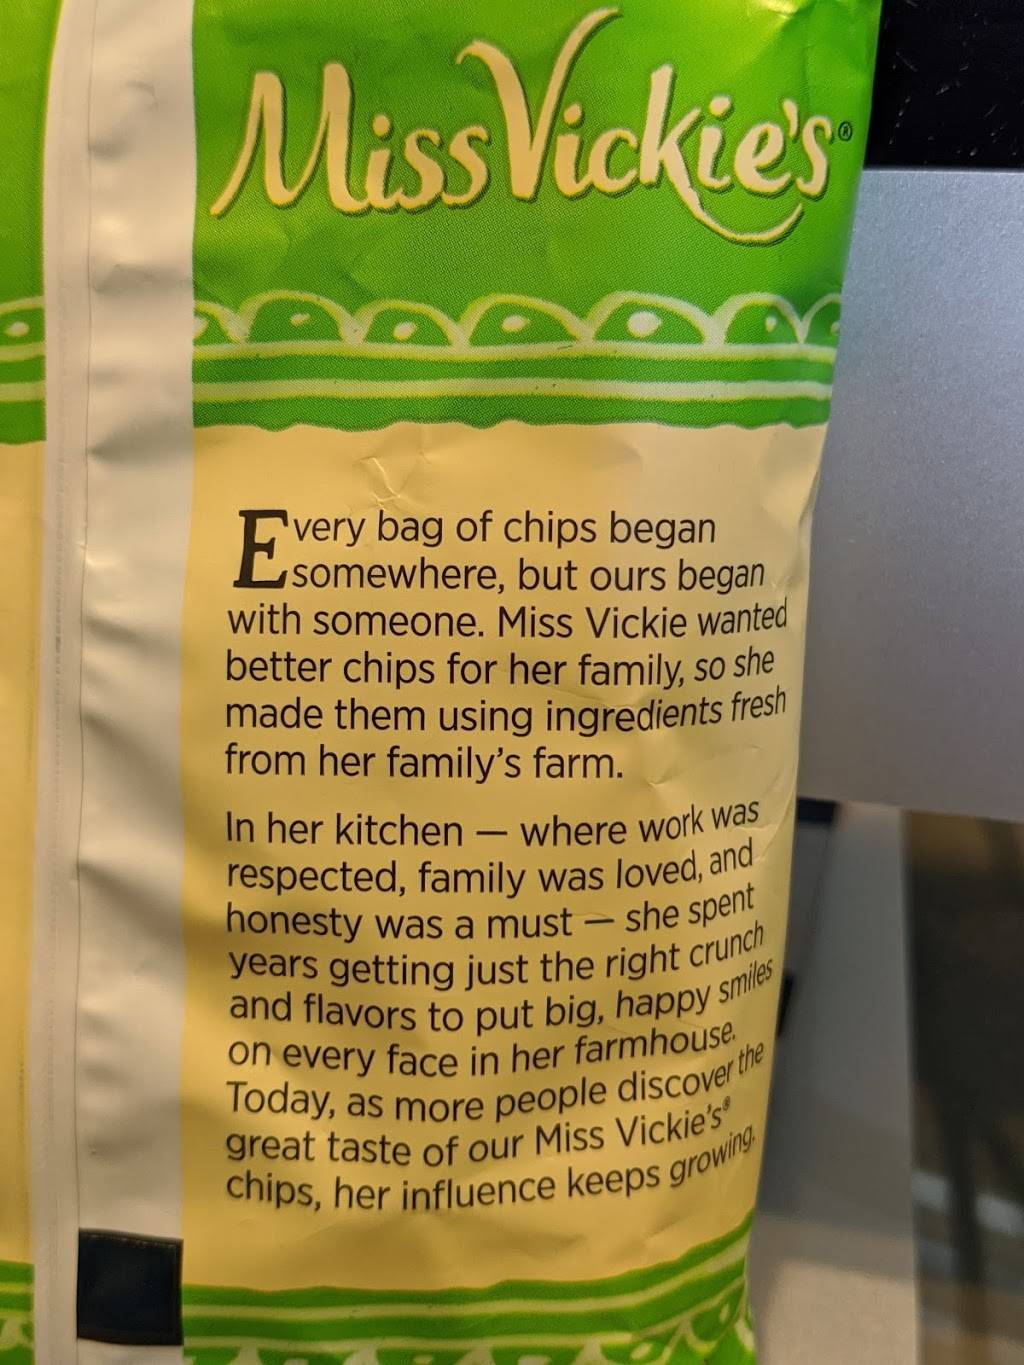 Miss Vickie's®
Every bag of chips began
somewhere, but ours began
with someone. Miss Vickie wanted
better chips for her family, so she
made them using ingredients fresh
from her family's farm.
In her kitchen — where work was
respected, family was loved, and
honesty was a must — she spent
years getting just the right crunch
and flavors to put big, happy smiles
on every face in her farmhouse.
Today, as more people discover the
great taste of our Miss Vickie's®
chips, her influence keeps growing.